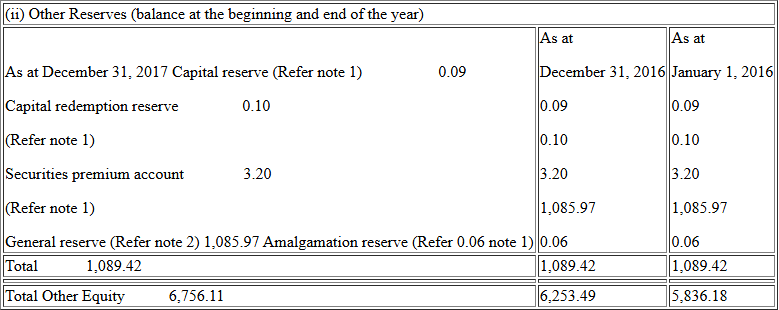 (ii) Other Reserves (balance at the beginning and end of the year)
As at As at
As at December 31, 2017 Capital reserve (Refer note 1) 0.09 December 31, 2016 January 1, 2016
Capital redemption reserve 0.10 0.09 0.09
(Refer note 1) 0.10 0.10
Securities premium account 3.20 3.20 3.20
(Refer note 1) 1,085.97 1,085.97
General reserve (Refer note 2) 1,085.97 Amalgamation reserve (Refer 0.06 note 1) 0.06 0.06
Total 1,089.42 1,089.42 1,089.42
Total Other Equity 6,756.11 6,253.49 5,836.18